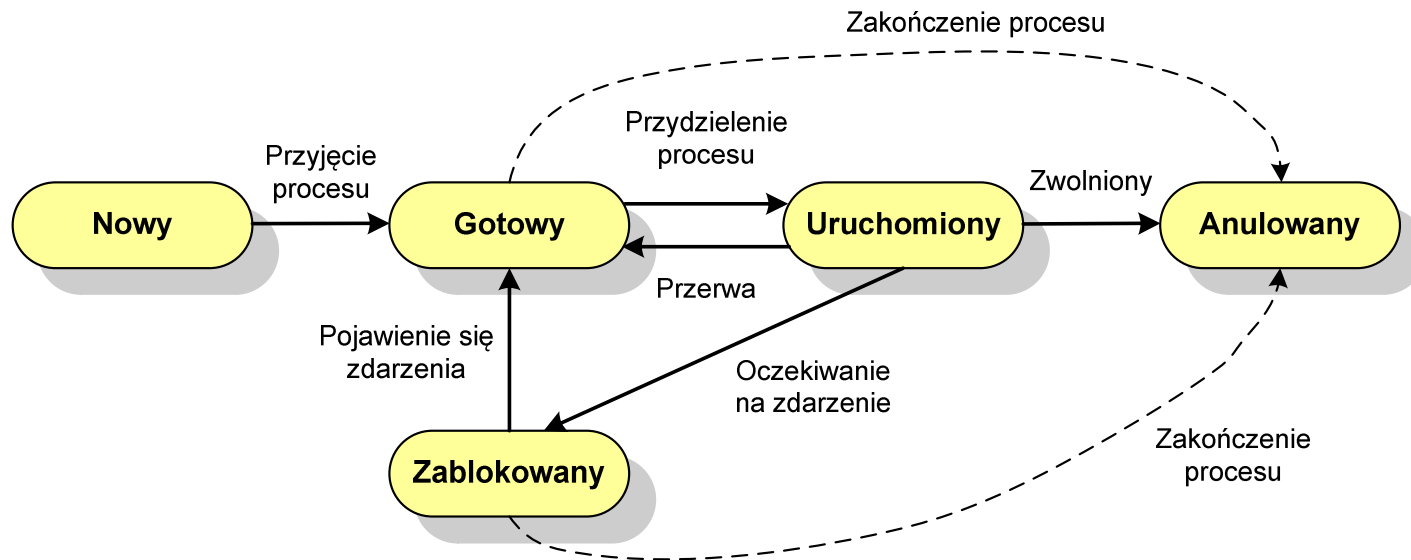 Zakończenie procesu
Przydzielenie
procesu
Przyjęcie
procesu
Zwolniony
Nowy
Gotowy
Uruchomiony
Anulowany
Przerwa
Pojawienie się
zdarzenia
Oczekiwanie
na zdarzenie
Zakończenie
procesu
Zablokowany